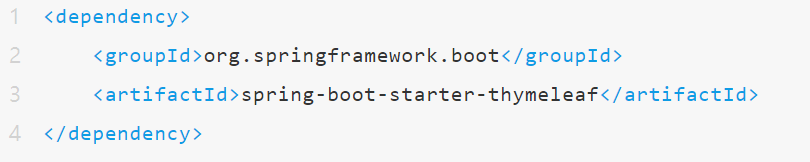 1 <dependency>
2     <groupId>org.springframework.boot</groupId>
3     <artifactId>spring-boot-starter-thymeleaf</artifactId>
4 </dependency>